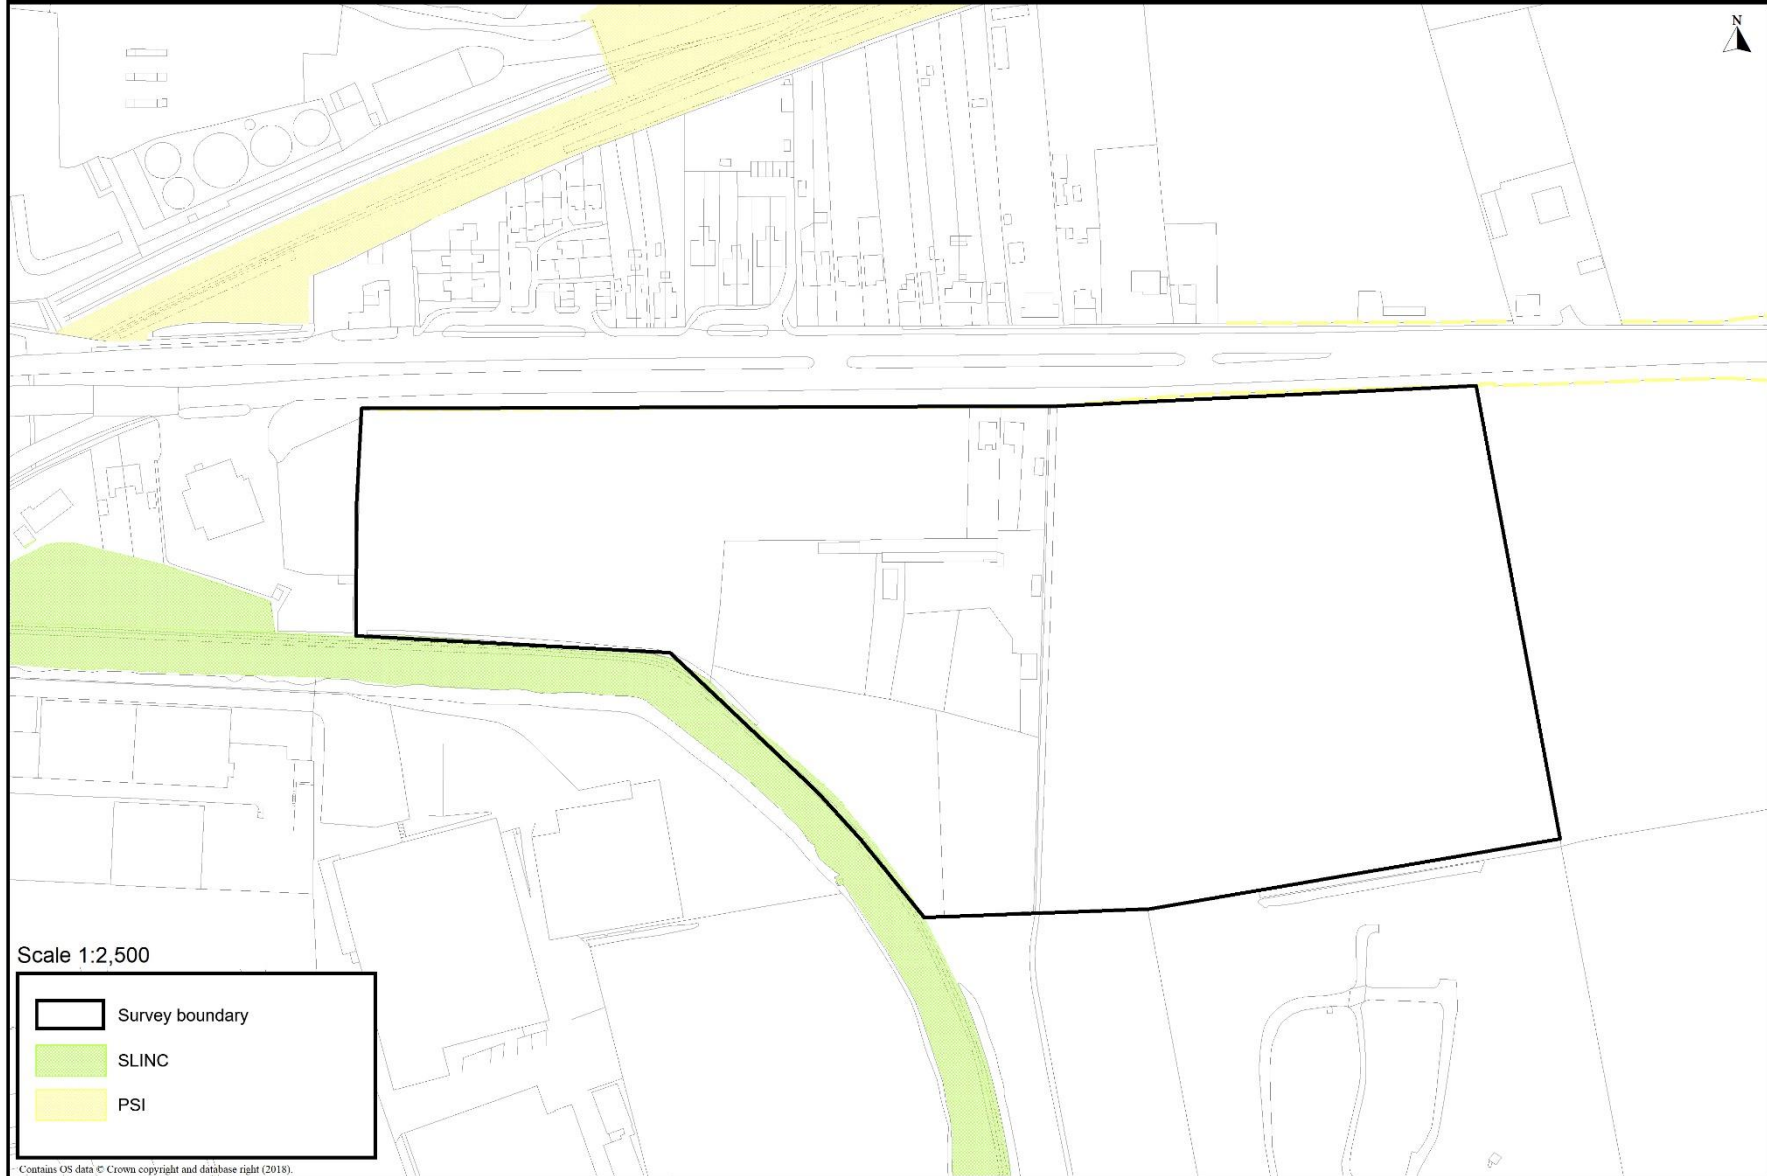 N
Scale 1:2,500
Survey boundary
SLINC
PSI
Contains OS data © Crown copyright and database right (2018).